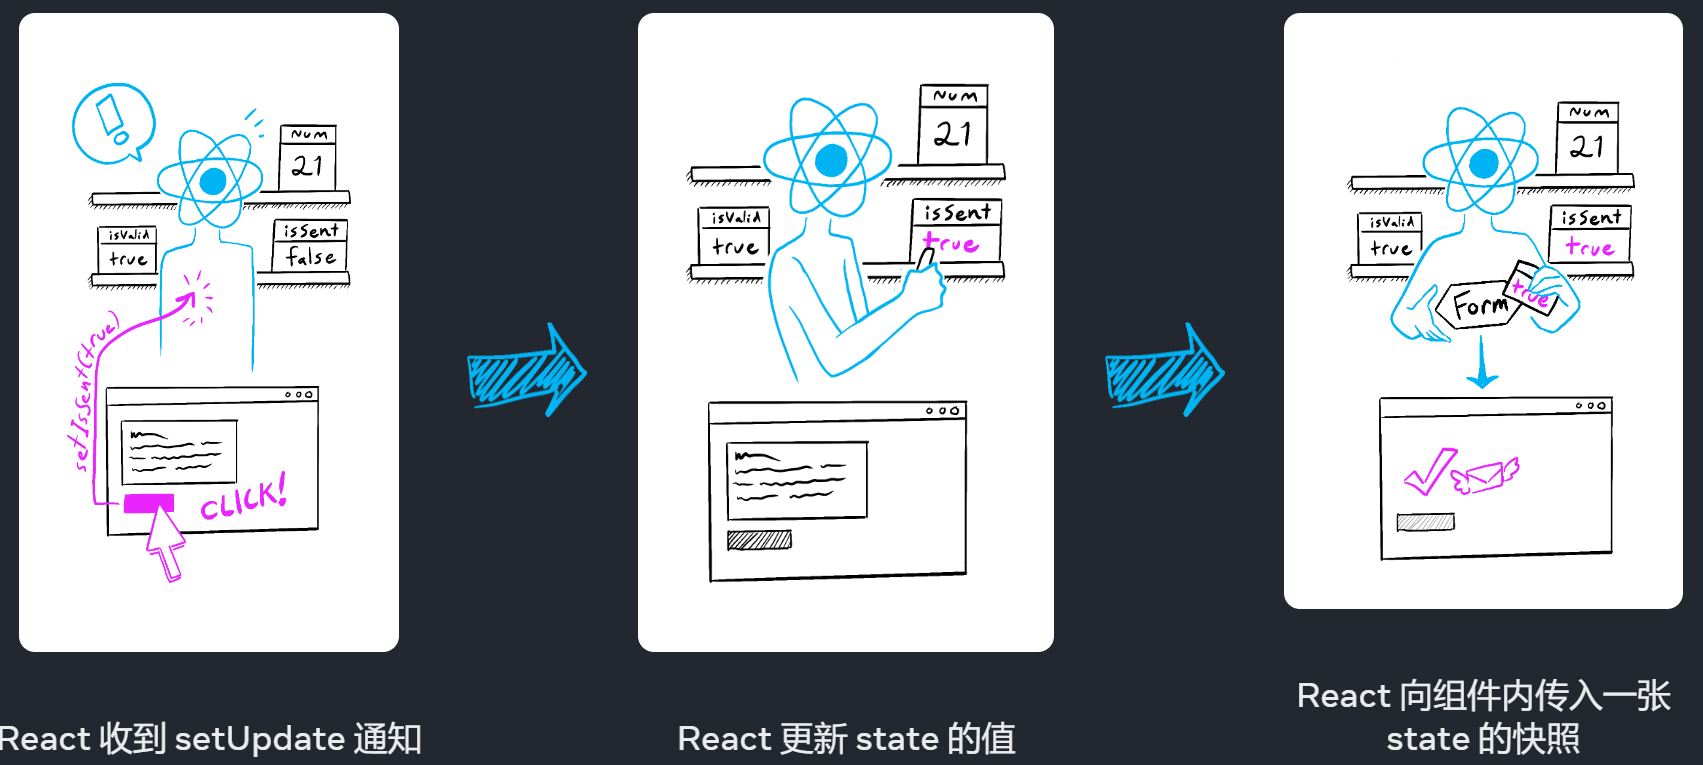 !
Num
21
isValid
true
isSent
false
setIsSent(true)
CLICK!
React 收到 setUpdate 通知
Num
21
isValid
true
isSent
true
React 更新 state 的值
Num
21
isValid
true
isSent
true
Form
true
React 向组件内传入一张
state 的快照